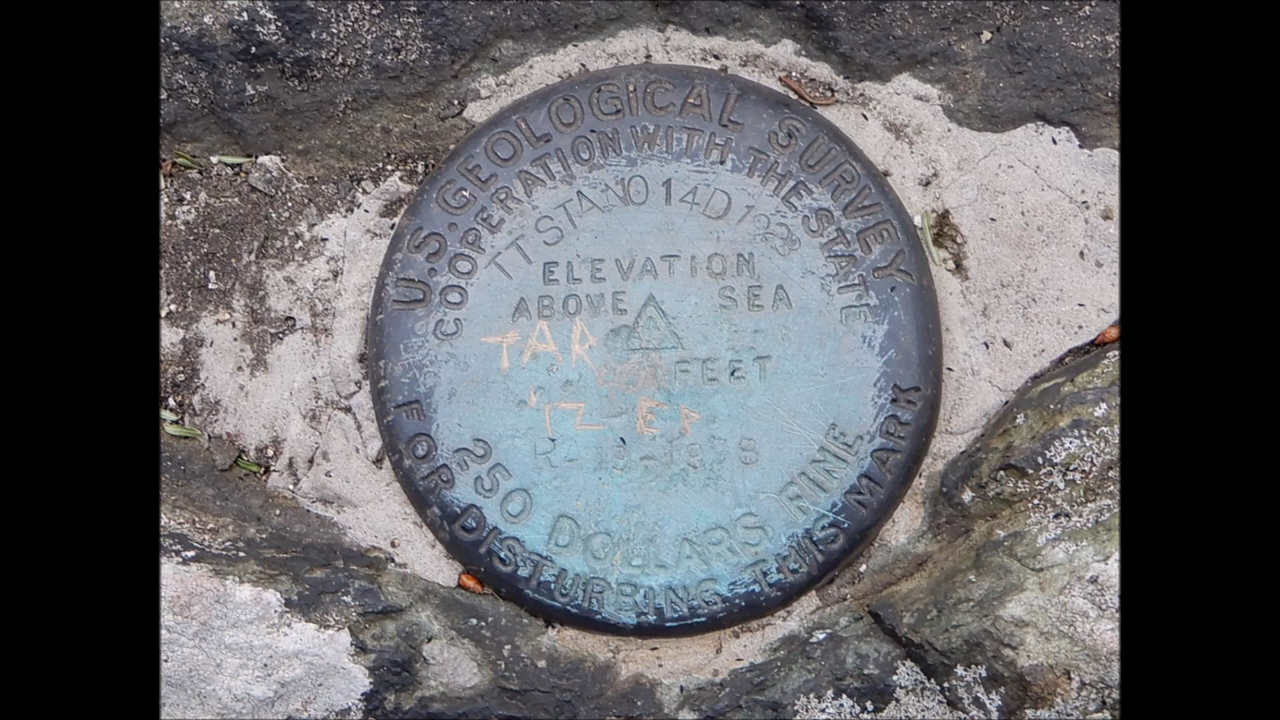 U.S. GEOLOGICAL SURVEY
COOPERATION WITH THE STATE
TT STA NO 14D
ELEVATION
ABOVE SEA
TAR
FEET
250 DOLLARS FINE
FOR DISTURBING THIS MARK